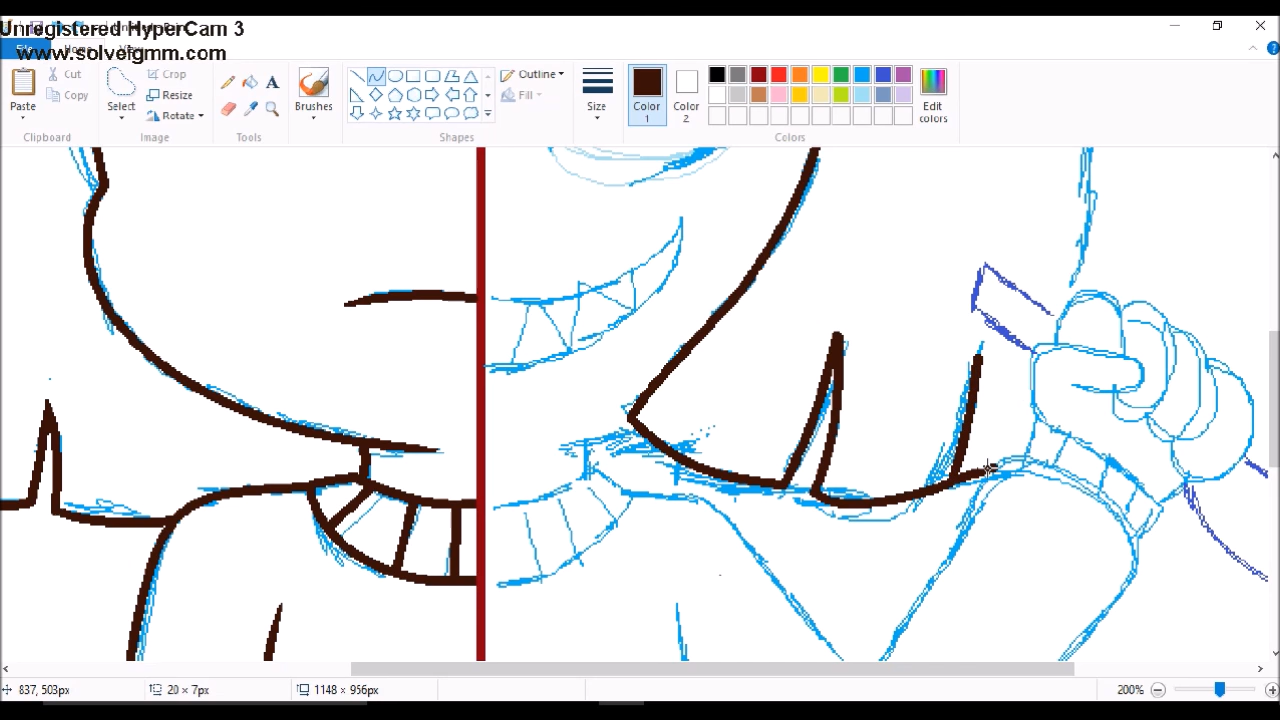 Unregistered HyperCam 3
www.solveigmm.com
File
Cut
Copy
Paste
Clipboard
Crop
Resize
Rotate
Select
Image
Tools
Brushes
Outline
Fill
Shapes
Size
Color 1
Color 2
Edit colors
Colors
837, 503px
20 × 7px
1148 × 956px
200%